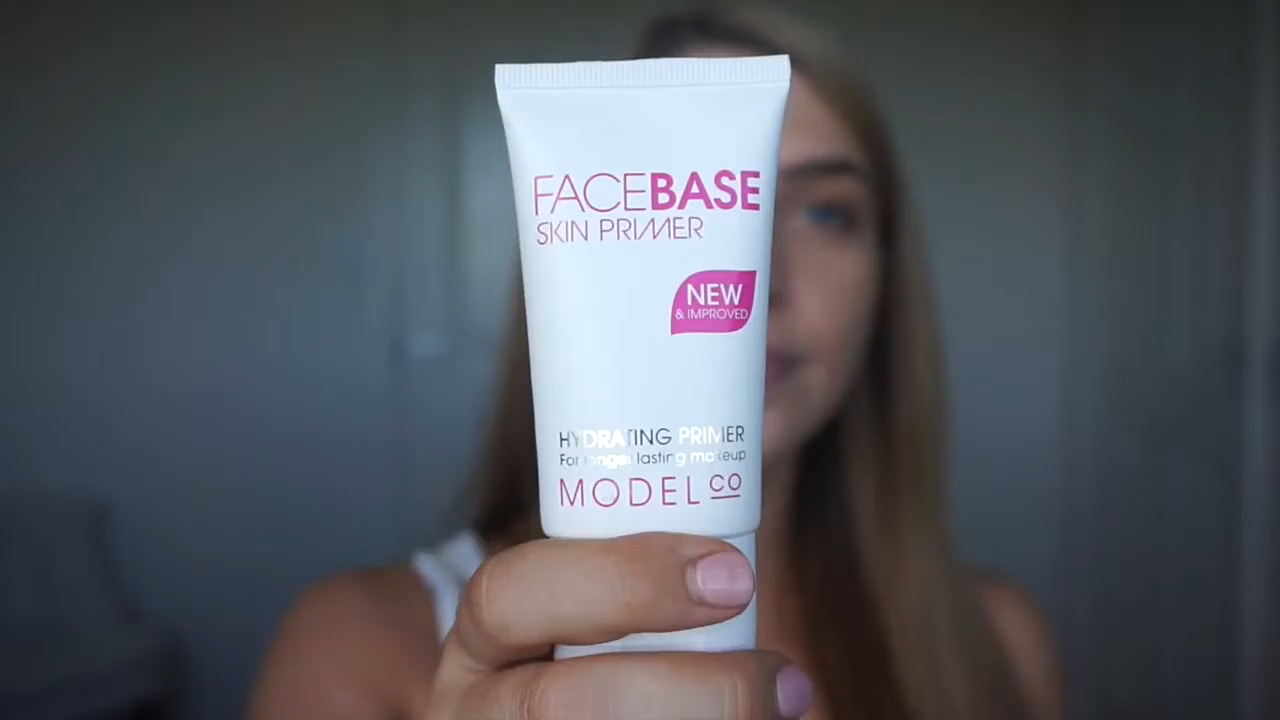 FACEBASE
SKIN PRIMER
NEW
& IMPROVED
HYDRATING PRIMER
For longer lasting makeup
MODEL CO